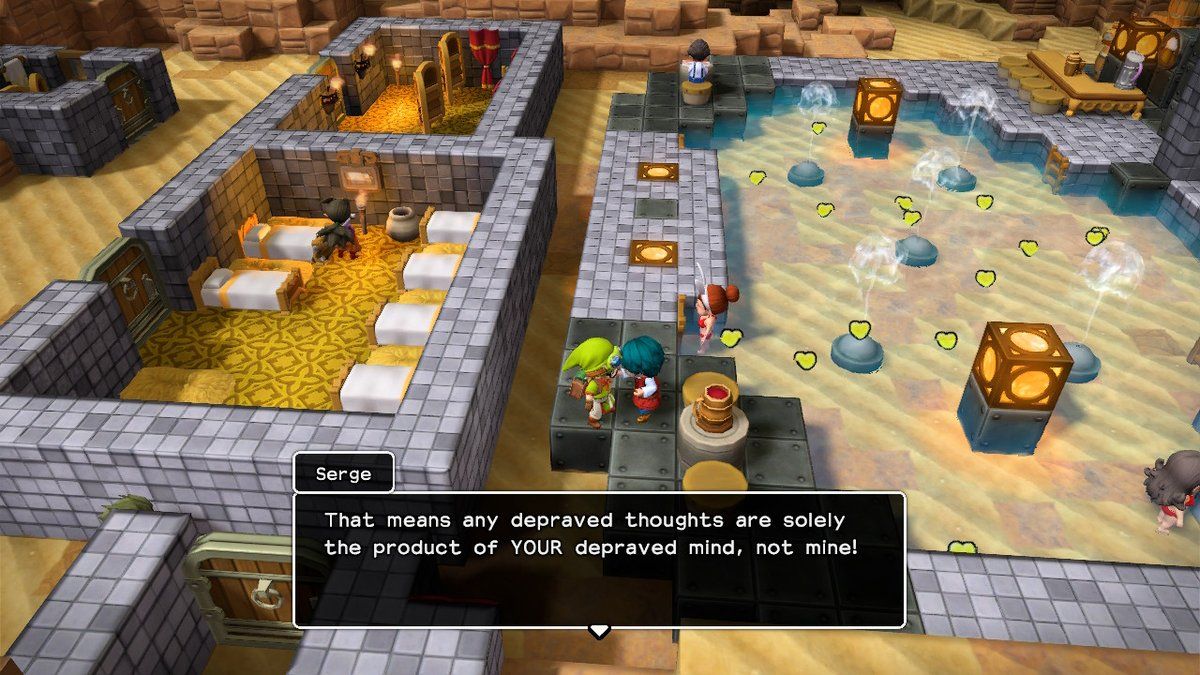 Serge
That means any depraved thoughts are solely
the product of YOUR depraved mind, not mine!